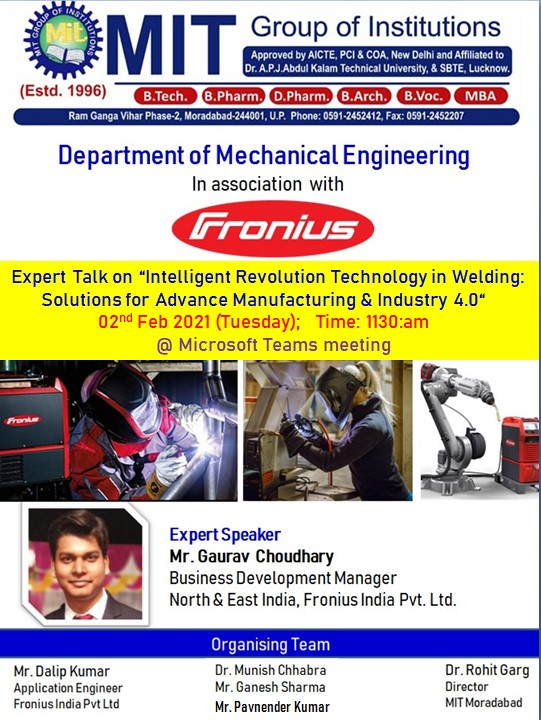 MIT GROUP OF INSTITUTIONS
Mit
MIT Group of Institutions
Approved by AICTE, PCI & COA, New Delhi and Affiliated to
Dr. A.P.J.Abdul Kalam Technical University, & SBTE, Lucknow.
(Estd. 1996)
B.Tech. B.Pharm. D.Pharm. B.Arch. B.Voc. MBA
Ram Ganga Vihar Phase-2, Moradabad-244001, U.P. Phone: 0591-2452412, Fax: 0591-2452207
Department of Mechanical Engineering
In association with
Fronius
Expert Talk on “Intelligent Revolution Technology in Welding:
Solutions for Advance Manufacturing & Industry 4.0“
02nd Feb 2021 (Tuesday); Time: 1130:am
@ Microsoft Teams meeting
Fronius
Expert Speaker
Mr. Gaurav Choudhary
Business Development Manager
North & East India, Fronius India Pvt. Ltd.
Organising Team
Mr. Dalip Kumar
Application Engineer
Fronius India Pvt Ltd
Dr. Munish Chhabra
Mr. Ganesh Sharma
Mr. Pavnender Kumar
Dr. Rohit Garg
Director
MIT Moradabad